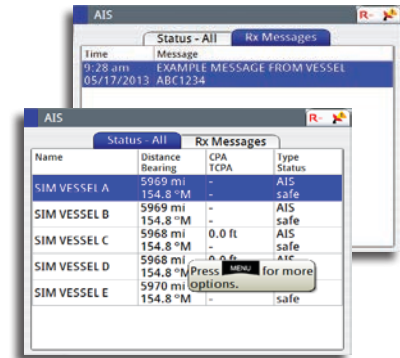 AIS
R-
Status - All Rx Messages
Time Message
9:28 am EXAMPLE MESSAGE FROM VESSEL
05/17/2013 ABC1234
AIS
R-
Status - All Rx Messages
Name Distance CPA Type
Bearing TCPA Status
SIM VESSEL A 5969 mi - AIS
154.8 °M - safe
SIM VESSEL B 5969 mi - AIS
154.8 °M - safe
SIM VESSEL C 5968 mi 0.0 ft AIS
154.8 °M safe
SIM VESSEL D 5968 mi
154.8 °M
SIM VESSEL E 5970 mi
154.8 °M - safe
Press MENU for more
options.